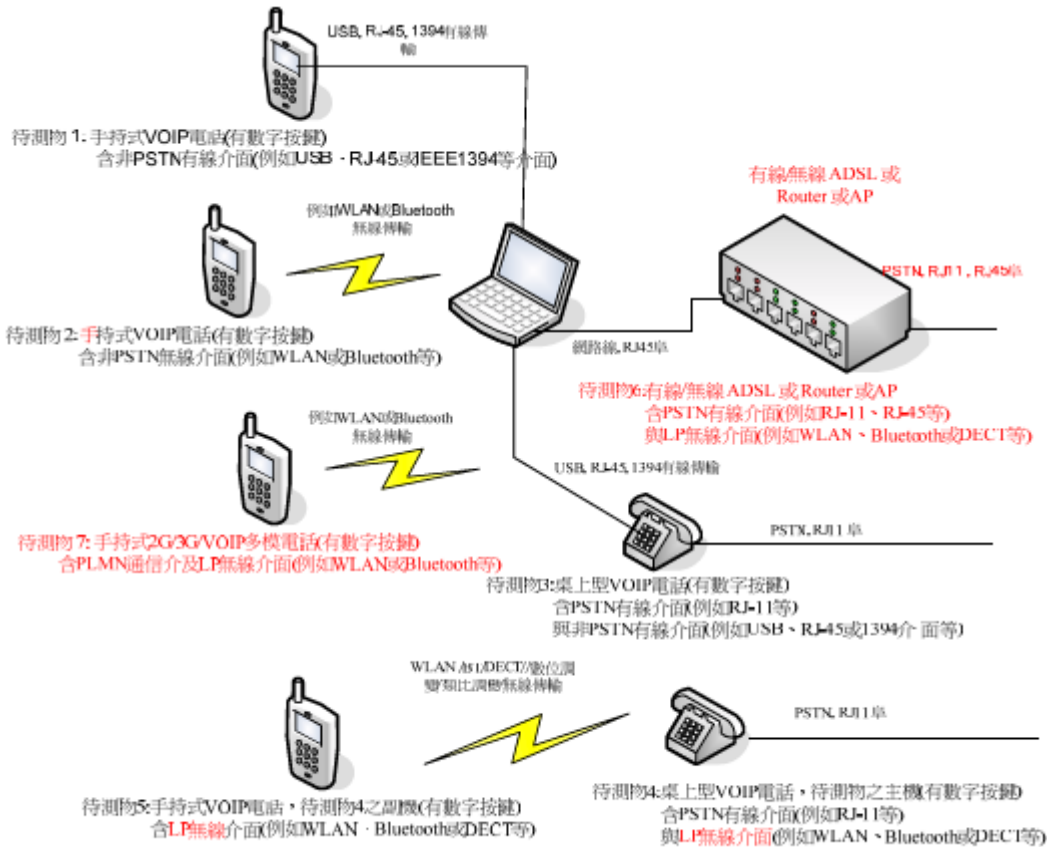 USB, RJ-45, 1394有線傳
輸
待測物 1: 手持式VOIP電話(有數字按鍵)
含非PSTN有線介面(例如USB、RJ-45或IEEE1394等介面)
有線/無線 ADSL 或
Router 或AP
例如WLAN或Bluetooth
無線傳輸
PSTN, RJ11 , RJ45阜
待測物 2:手持式VOIP電話(有數字按鍵)
含非PSTN無線介面(例如WLAN或Bluetooth等)
網路線, RJ45阜
待測物6:有線/無線 ADSL 或 Router 或AP
含PSTN有線介面(例如RJ-11、RJ-45等)
與LP無線介面(例如WLAN、Bluetooth或DECT等)
例如WLAN或Bluetooth
無線傳輸
USB, RJ-45, 1394有線傳輸
PSTN, RJ11 阜
待測物 7: 手持式2G/3G/VOIP多模電話(有數字按鍵)
含PLMN通信介及LP無線介面(例如WLAN或Bluetooth等)
待測物3:桌上型VOIP電話(有數字按鍵)
含PSTN有線介面(例如RJ-11等)
與非PSTN有線介面(例如USB、RJ-45或1394介 面等)
WLAN /DECT//數位調
變/類比調變/無線傳輸
PSTN, RJ11阜
待測物5:手持式VOIP電話，待測物4之副機(有數字按鍵)
含LP無線介面(例如WLAN、Bluetooth或DECT等)
待測物4:桌上型VOIP電話，待測物之主機(有數字按鍵)
含PSTN有線介面(例如RJ-11等)
與LP無線介面(例如WLAN、Bluetooth或DECT等)